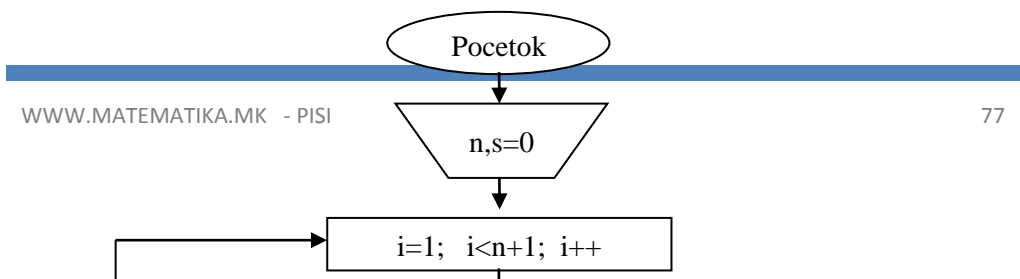 Pocetok
WWW.MATEMATIKA.MK - PISI 77
n,s=0
i=1; i<n+1; i++